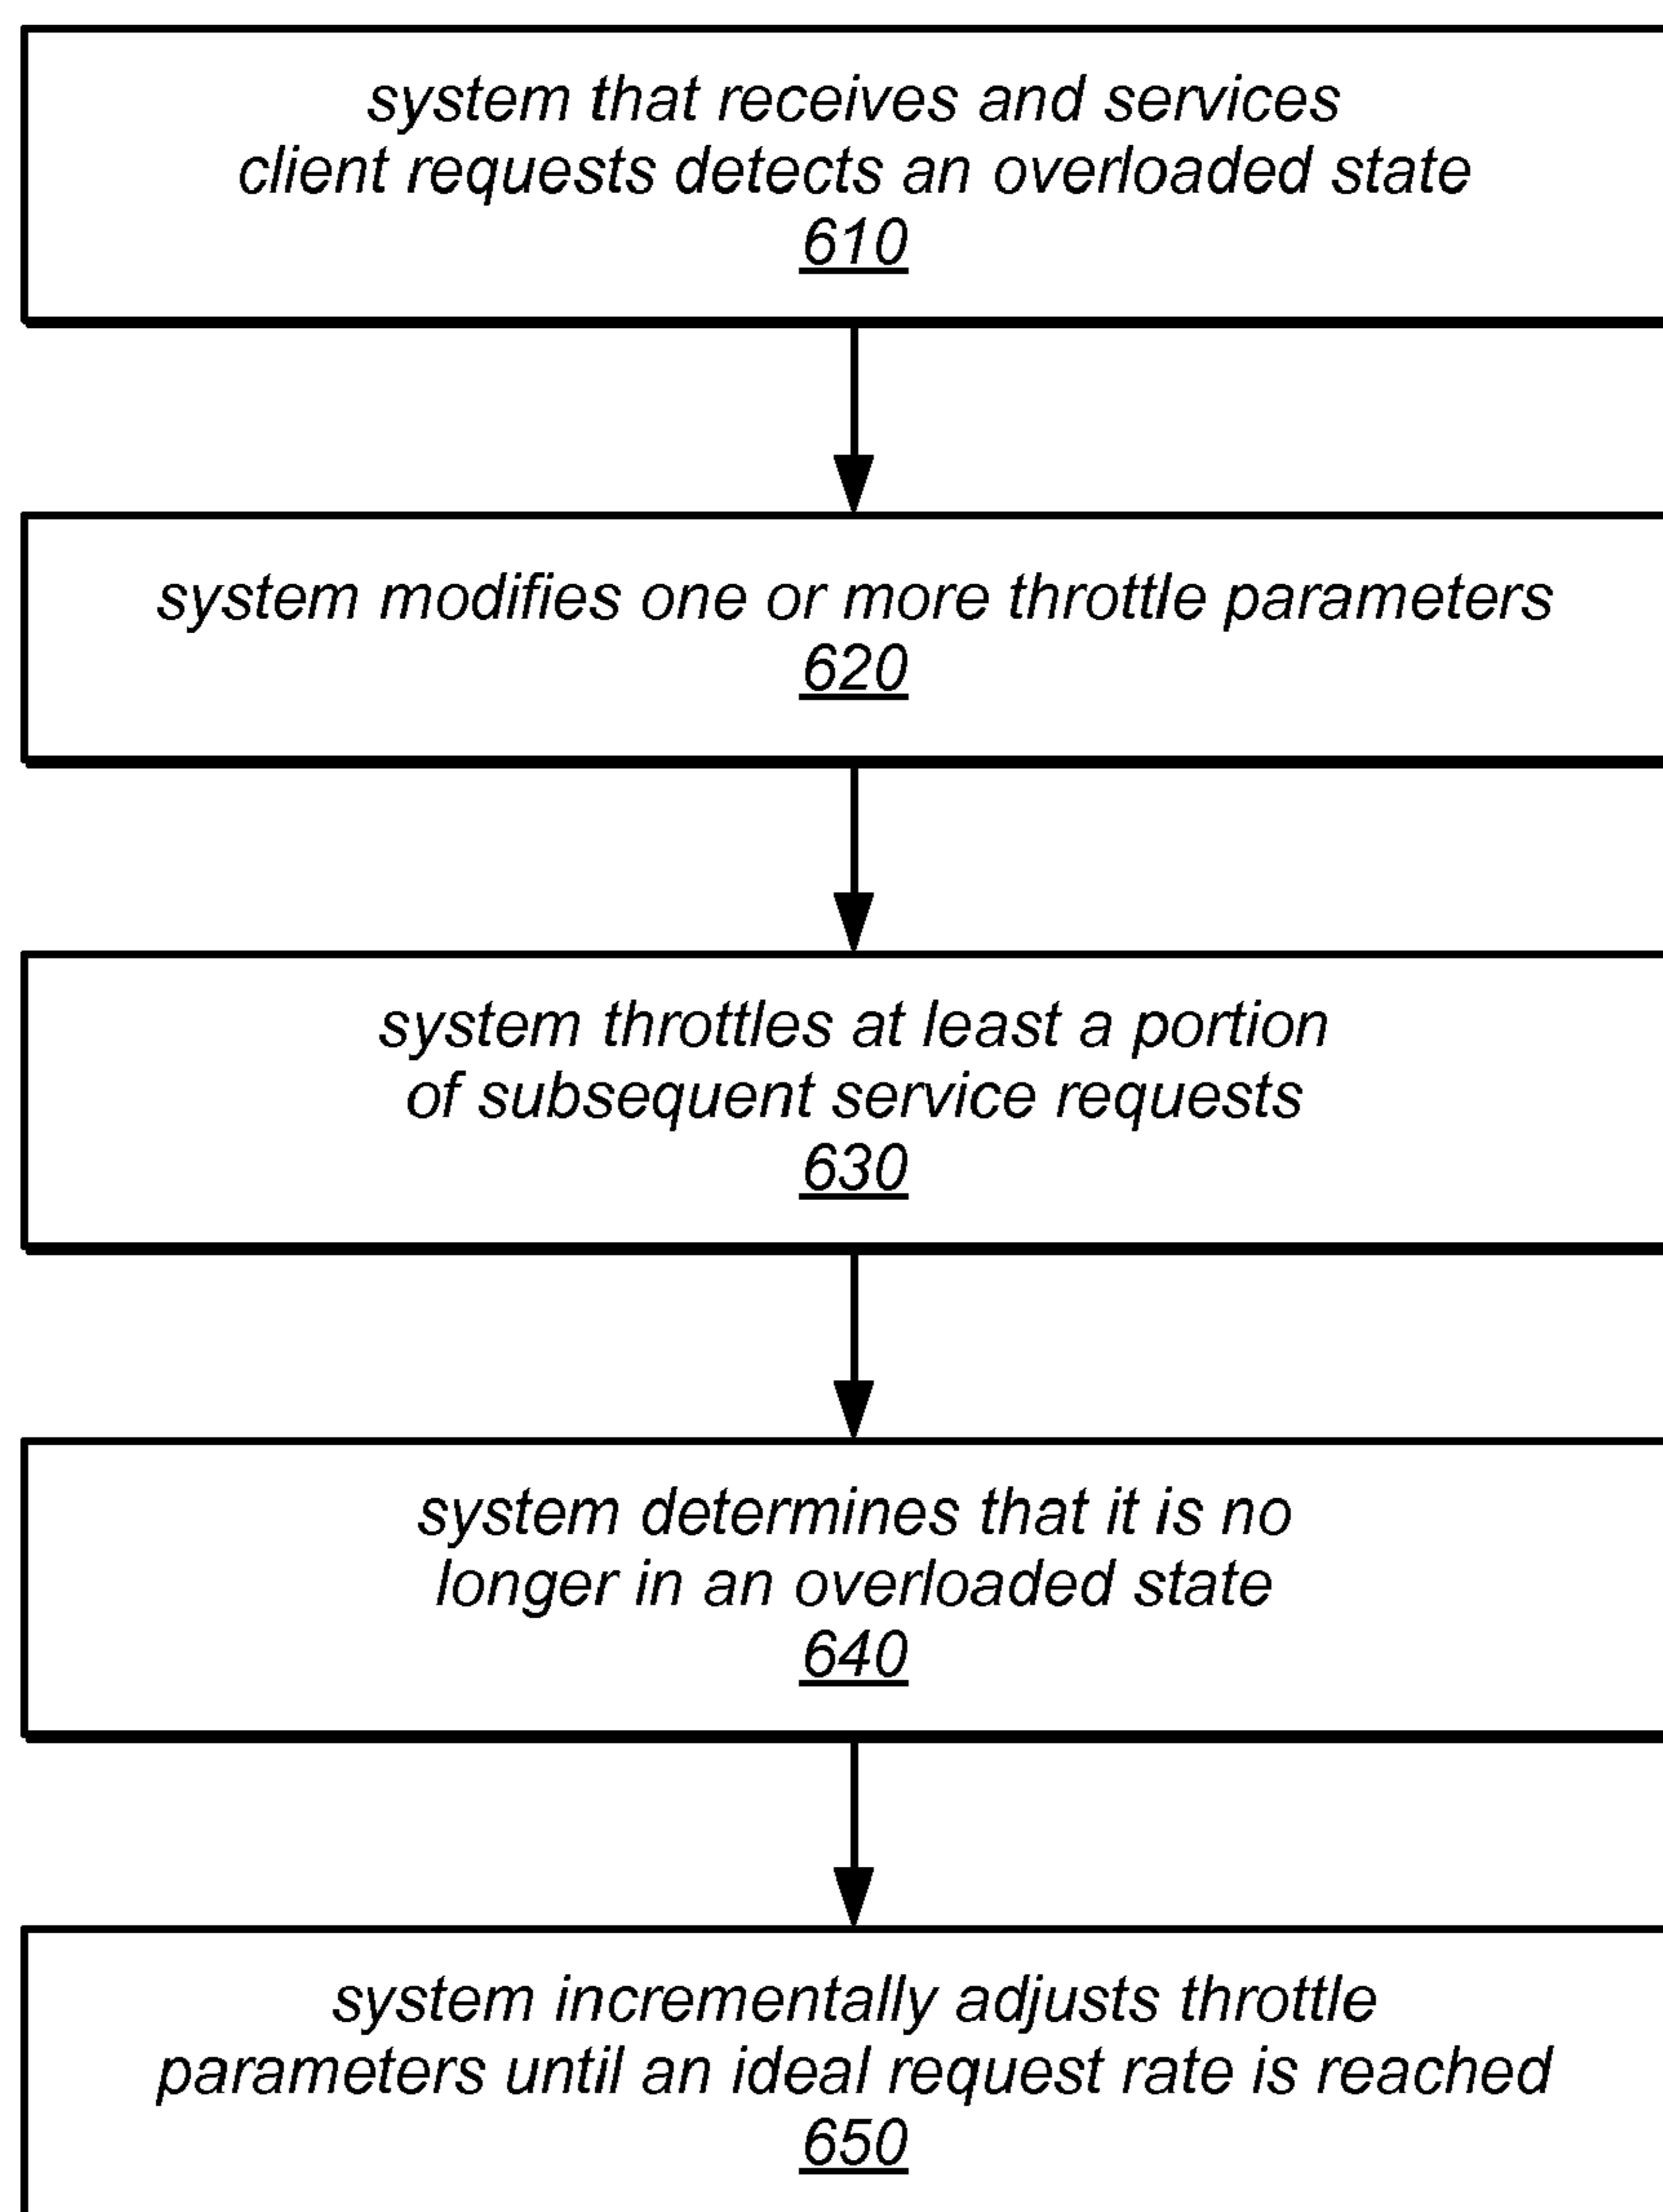 system that receives and services
client requests detects an overloaded state
610
system modifies one or more throttle parameters
620
system throttles at least a portion
of subsequent service requests
630
system determines that it is no
longer in an overloaded state
640
system incrementally adjusts throttle
parameters until an ideal request rate is reached
650